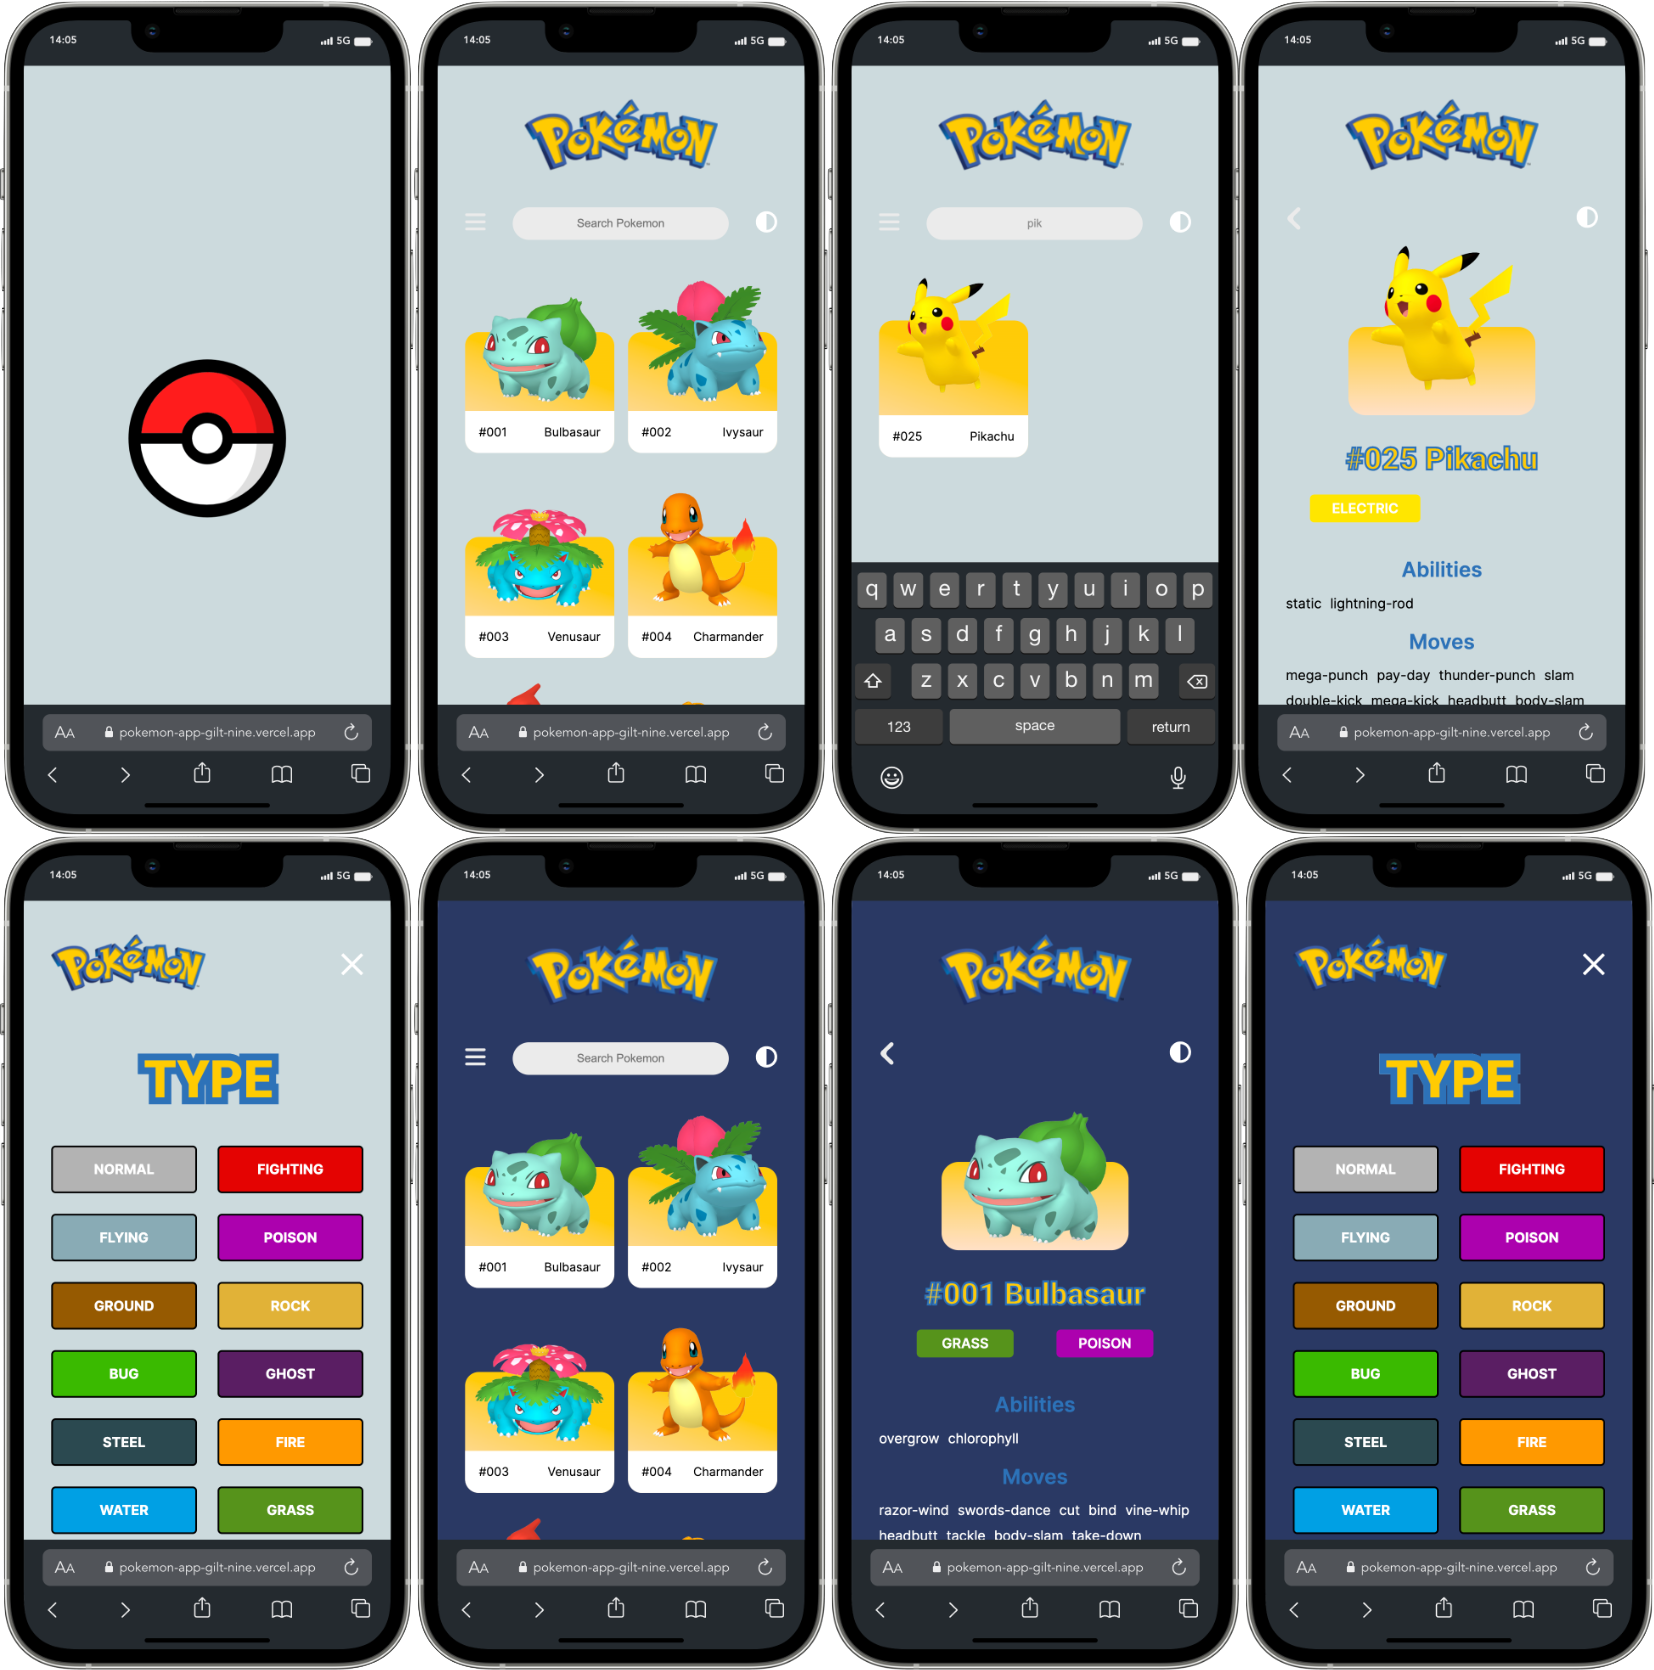 14:05
5G
AA pokemon-app-gilt-nine.vercel.app
14:05
5G
POKéMON
Search Pokemon
#001 Bulbasaur
#002 Ivysaur
#003 Venusaur
#004 Charmander
AA pokemon-app-gilt-nine.vercel.app
14:05
5G
POKéMON
pik
#025 Pikachu
q w e r t y u i o p
a s d f g h j k l
z x c v b n m
123 space return
14:05
5G
POKéMON
#025 Pikachu
ELECTRIC
Abilities
static lightning-rod
Moves
mega-punch pay-day thunder-punch slam
double-kick mega-kick headbutt body-slam
AA pokemon-app-gilt-nine.vercel.app
14:05
5G
POKéMON
TYPE
NORMAL FIGHTING
FLYING POISON
GROUND ROCK
BUG GHOST
STEEL FIRE
WATER GRASS
AA pokemon-app-gilt-nine.vercel.app
14:05
5G
POKéMON
Search Pokemon
#001 Bulbasaur
#002 Ivysaur
#003 Venusaur
#004 Charmander
AA pokemon-app-gilt-nine.vercel.app
14:05
5G
POKéMON
#001 Bulbasaur
GRASS POISON
Abilities
overgrow chlorophyll
Moves
razor-wind swords-dance cut bind vine-whip
headbutt tackle body-slam take-down
AA pokemon-app-gilt-nine.vercel.app
14:05
5G
POKéMON
TYPE
NORMAL FIGHTING
FLYING POISON
GROUND ROCK
BUG GHOST
STEEL FIRE
WATER GRASS
AA pokemon-app-gilt-nine.vercel.app